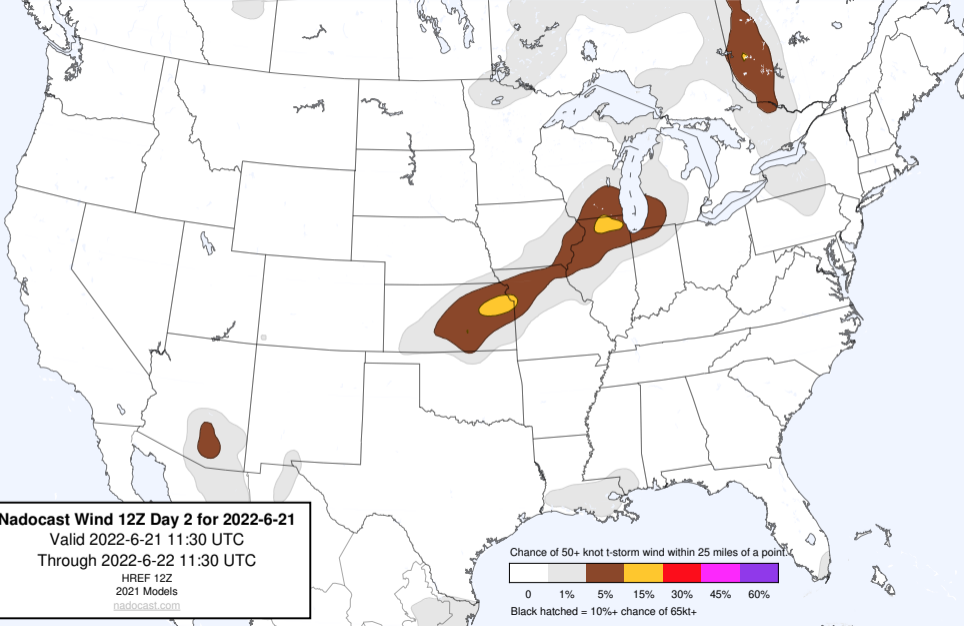 Nadocast Wind 12Z Day 2 for 2022-6-21
Valid 2022-6-21 11:30 UTC
Through 2022-6-22 11:30 UTC
HREF 12Z
2021 Models
nadocast.com
Chance of 50+ knot t-storm wind within 25 miles of a point.
0 1% 5% 15% 30% 45% 60%
Black hatched = 10%+ chance of 65kt+